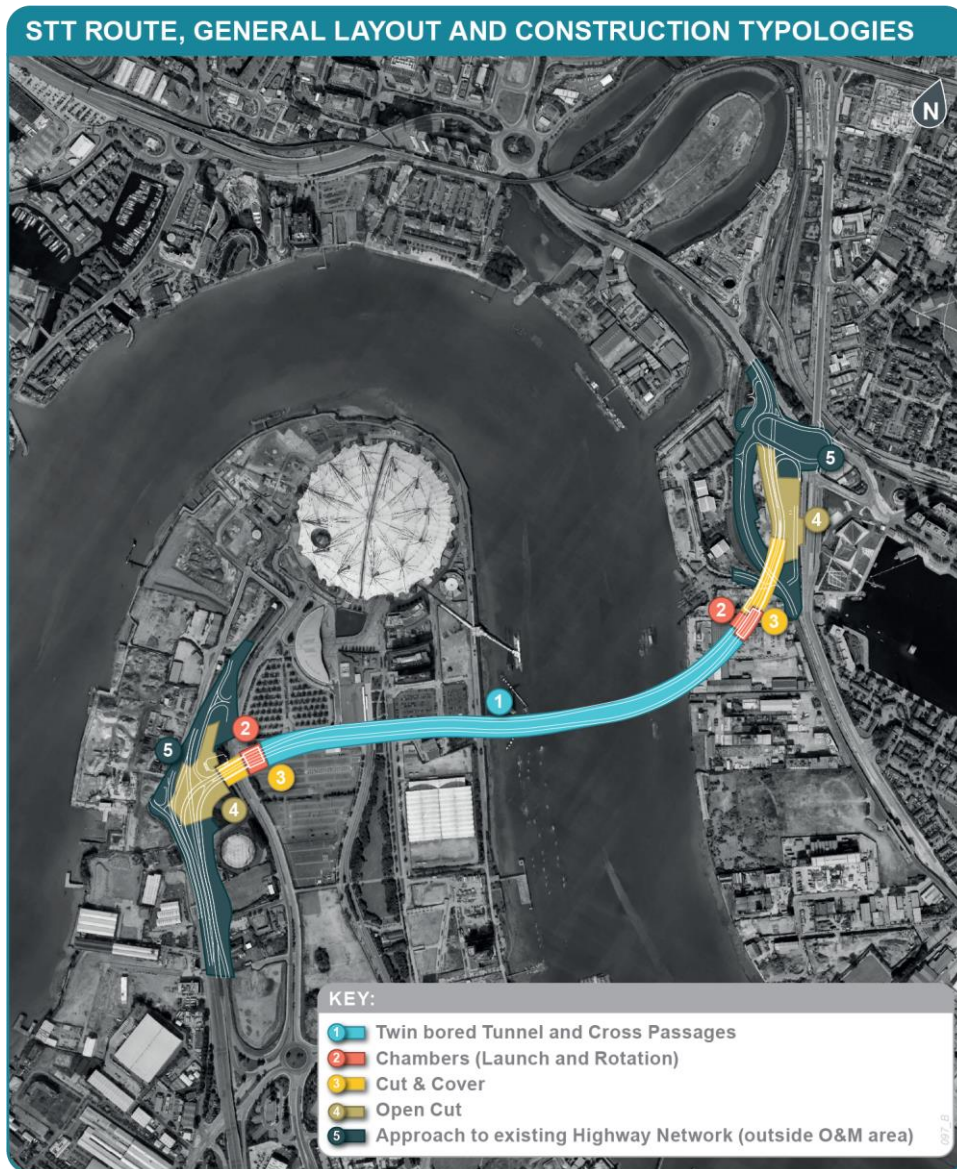 STT ROUTE, GENERAL LAYOUT AND CONSTRUCTION TYPOLOGIES
N
5
4
2
3
1
2
5
3
4
KEY:
1 Twin bored Tunnel and Cross Passages
2 Chambers (Launch and Rotation)
3 Cut & Cover
4 Open Cut
5 Approach to existing Highway Network (outside O&M area)
097_B